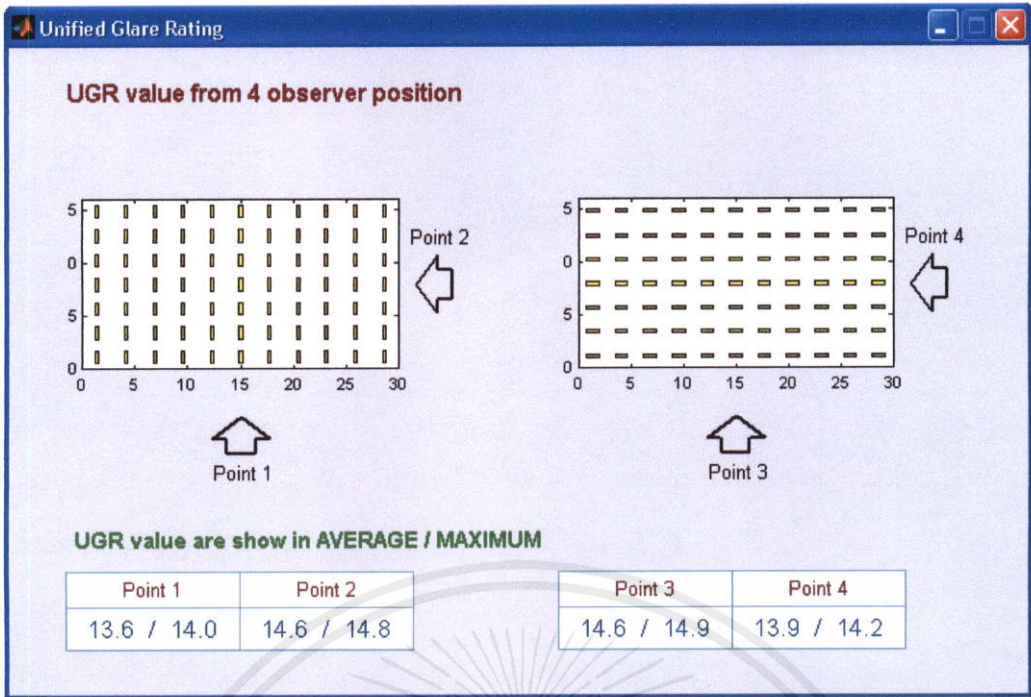 Unified Glare Rating
UGR value from 4 observer position
5
0
5
0
0 5 10 15 20 25 30
Point 2
Point 1
5
0
5
0
0 5 10 15 20 25 30
Point 4
Point 3
UGR value are show in AVERAGE / MAXIMUM
Point 1 Point 2
13.6 / 14.0 14.6 / 14.8
Point 3 Point 4
14.6 / 14.9 13.9 / 14.2